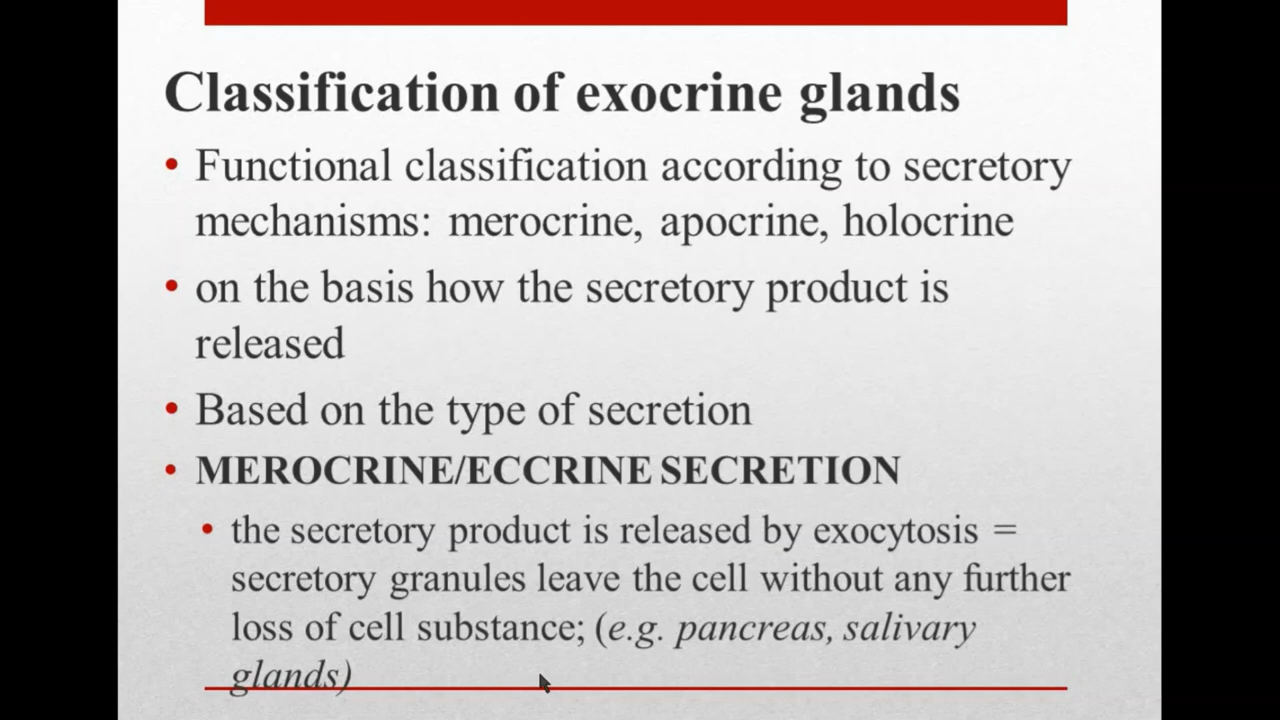 Classification of exocrine glands
• Functional classification according to secretory
mechanisms: merocrine, apocrine, holocrine
• on the basis how the secretory product is
released
• Based on the type of secretion
• MEROCRINE/ECCRINE SECRETION
• the secretory product is released by exocytosis =
secretory granules leave the cell without any further
loss of cell substance; (e.g. pancreas, salivary
glands)